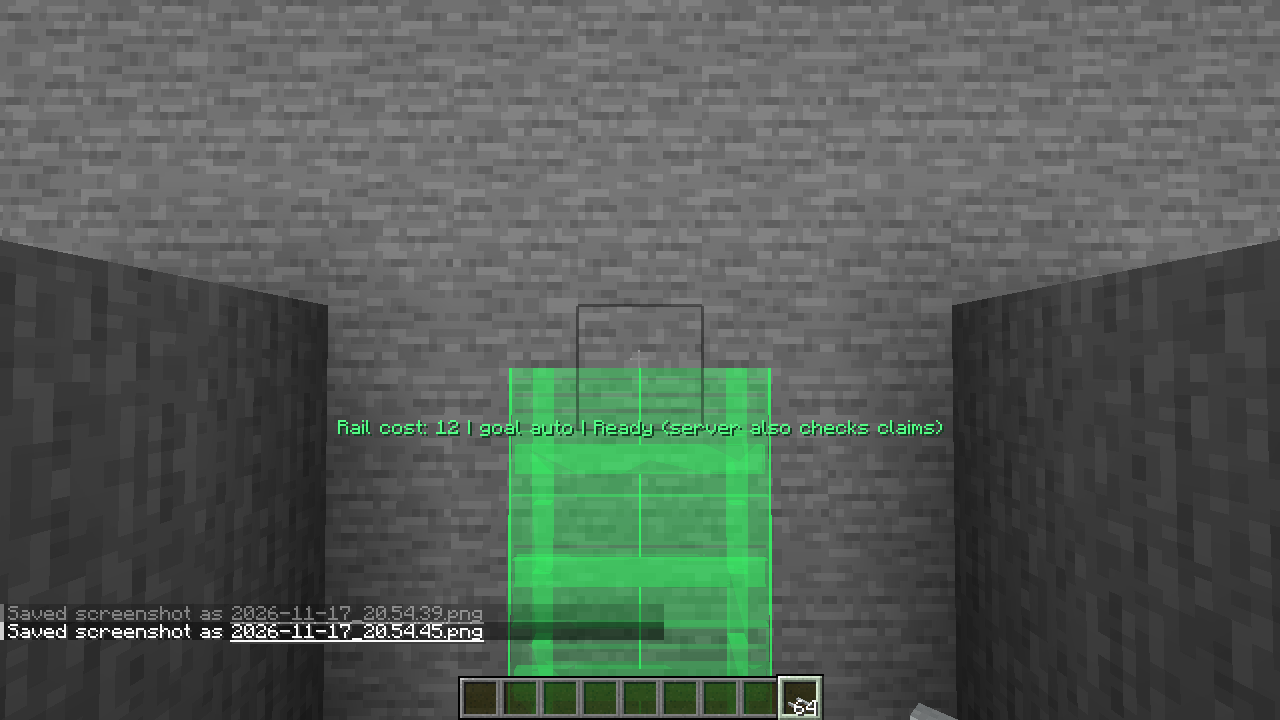 Rail cost: 12 | goal auto | Ready (server also checks claims)
Saved screenshot as 2026-11-17_20.54.39.png
Saved screenshot as 2026-11-17_20.54.45.png
64